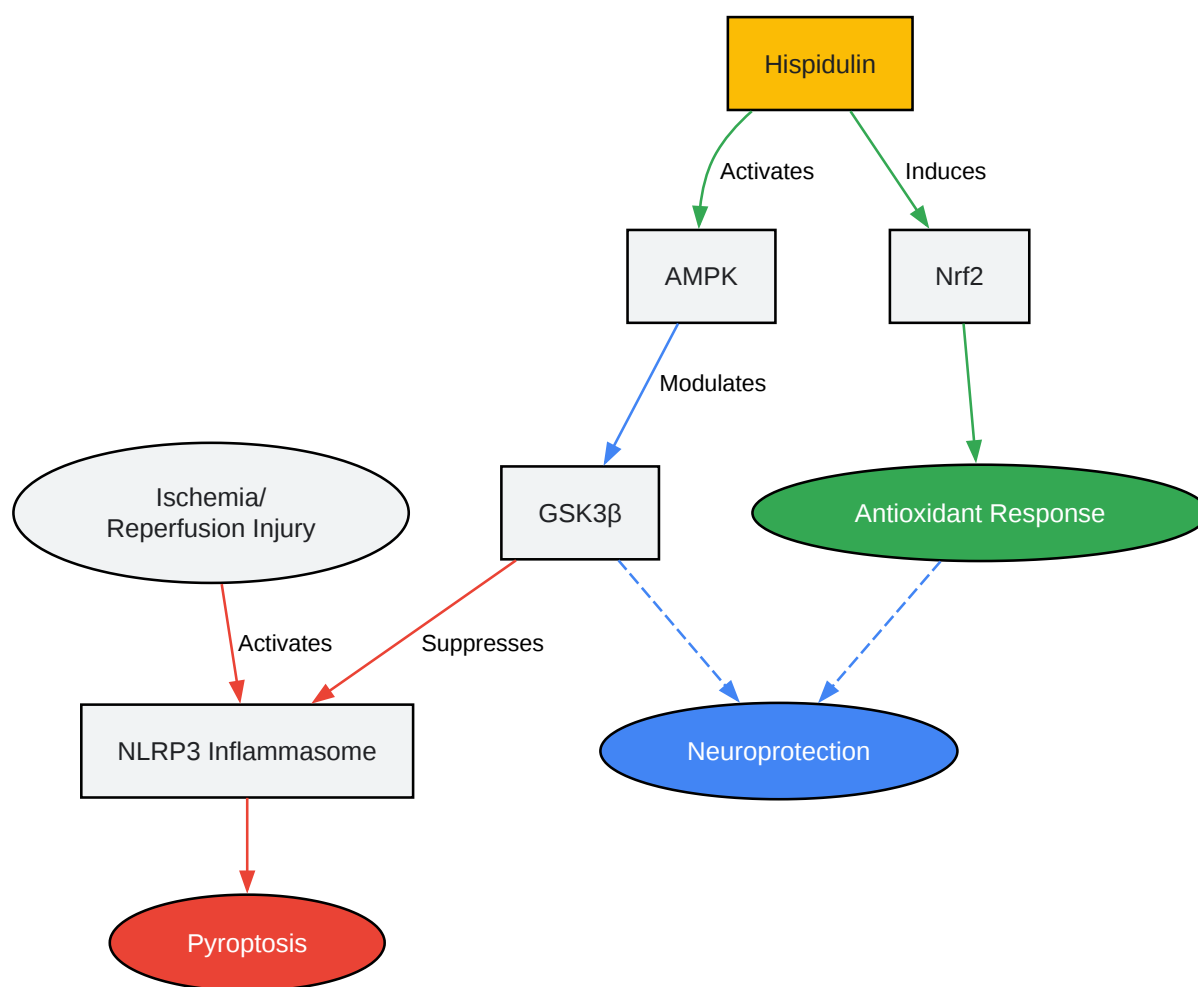 Hispidulin
Activates
Induces
AMPK
Nrf2
Modulates
Ischemia/
Reperfusion Injury
GSK3β
Antioxidant Response
Activates
Suppresses
NLRP3 Inflammasome
Neuroprotection
Pyroptosis